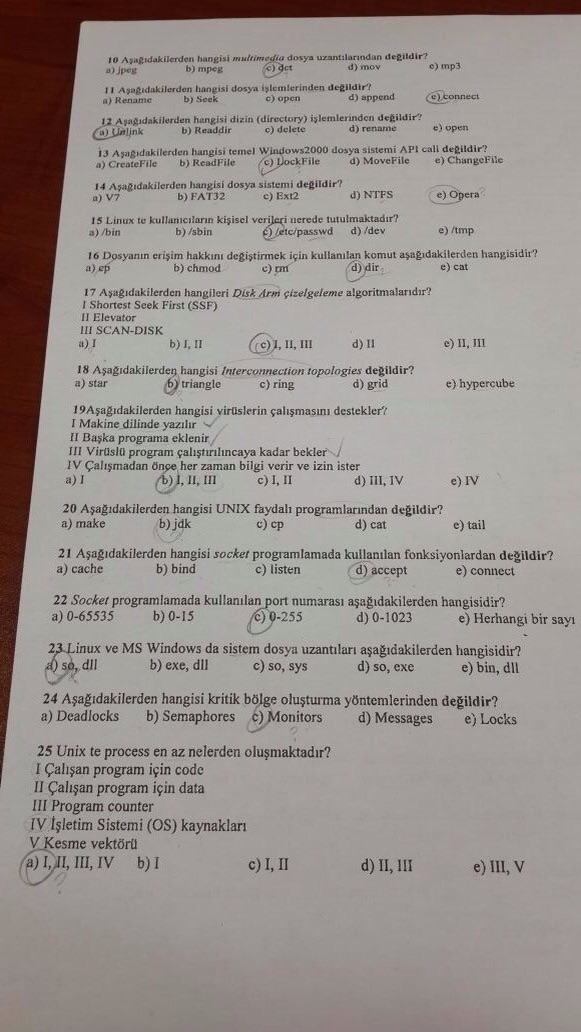 10 Aşağıdakilerden hangisi multimedia dosya uzantılarından değildir?
a) jpeg b) mpeg c) dct d) mov e) mp3
11 Aşağıdakilerden hangisi dosya işlemlerinden değildir?
a) Rename b) Seek c) open d) append e) connect
12 Aşağıdakilerden hangisi dizin (directory) işlemlerinden değildir?
a) Unlink b) Readdir c) delete d) rename e) open
13 Aşağıdakilerden hangisi temel Windows2000 dosya sistemi API cali değildir?
a) CreateFile b) ReadFile c) LockFile d) MoveFile e) ChangeFile
14 Aşağıdakilerden hangisi dosya sistemi değildir?
a) V7 b) FAT32 c) Ext2 d) NTFS e) Opera ?
15 Linux te kullanıcıların kişisel verileri nerede tutulmaktadır?
a) /bin b) /sbin c) /etc/passwd d) /dev e) /tmp
16 Dosyanın erişim hakkını değiştirmek için kullanılan komut aşağıdakilerden hangisidir?
a) cp b) chmod c) rm d) dir ? e) cat
17 Aşağıdakilerden hangileri Disk Arm çizelgeleme algoritmalarıdır?
I Shortest Seek First (SSF)
II Elevator
III SCAN-DISK
a) I b) I, II c) I, II, III d) II e) II, III
18 Aşağıdakilerden hangisi Interconnection topologies değildir?
a) star b) triangle c) ring d) grid e) hypercube
19Aşağıdakilerden hangisi virüslerin çalışmasını destekler?
I Makine dilinde yazılır
II Başka programa eklenir
III Virüslü program çalıştırılıncaya kadar bekler
IV Çalışmadan önce her zaman bilgi verir ve izin ister
a) I b) I, II, III c) I, II d) III, IV e) IV
20 Aşağıdakilerden hangisi UNIX faydalı programlarından değildir?
a) make b) jdk c) cp d) cat e) tail
21 Aşağıdakilerden hangisi socket programlamada kullanılan fonksiyonlardan değildir?
a) cache b) bind c) listen d) accept e) connect
22 Socket programlamada kullanılan port numarası aşağıdakilerden hangisidir?
a) 0-65535 b) 0-15 c) 0-255 d) 0-1023 e) Herhangi bir sayı
23 Linux ve MS Windows da sistem dosya uzantıları aşağıdakilerden hangisidir?
a) so, dll b) exe, dll c) so, sys d) so, exe e) bin, dll
24 Aşağıdakilerden hangisi kritik bölge oluşturma yöntemlerinden değildir?
a) Deadlocks b) Semaphores c) Monitors d) Messages e) Locks
?
25 Unix te process en az nelerden oluşmaktadır?
I Çalışan program için code
II Çalışan program için data
III Program counter
IV İşletim Sistemi (OS) kaynakları
V Kesme vektörü
a) I, II, III, IV b) I c) I, II d) II, III e) III, V
?